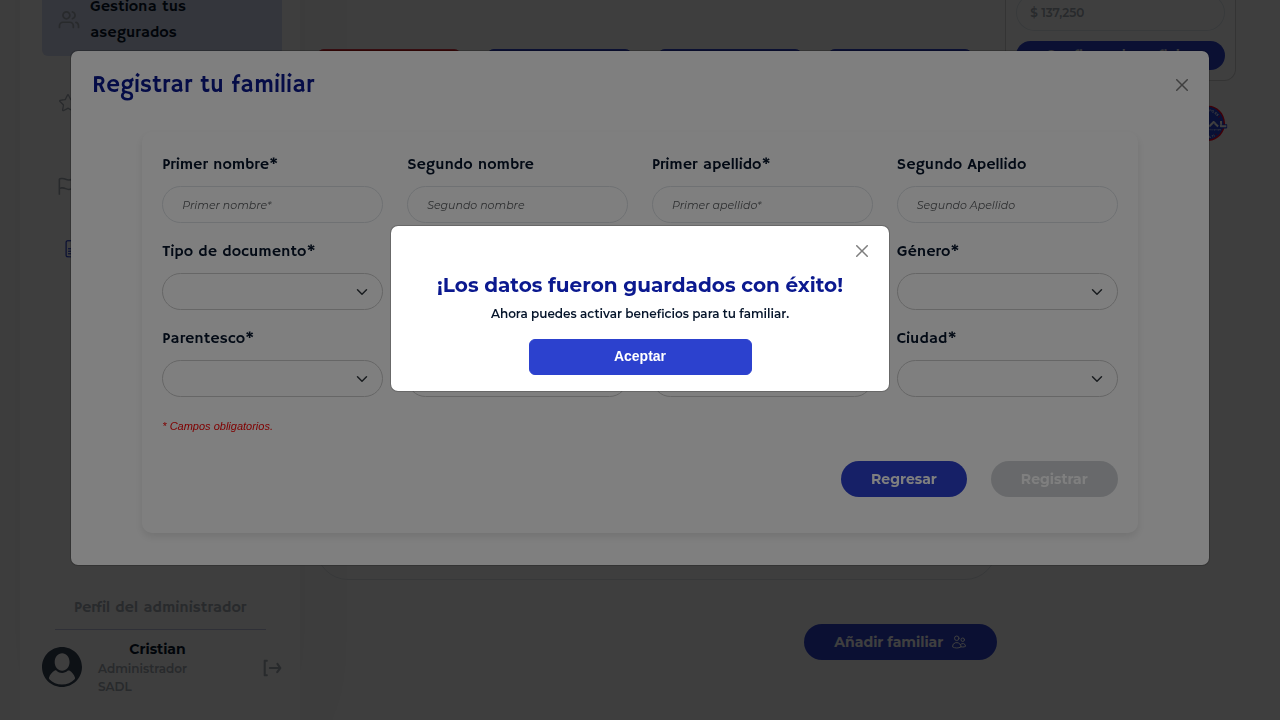 Gestiona tus
asegurados
$ 137,250
Registrar tu familiar
Primer nombre*
Segundo nombre
Primer apellido*
Segundo Apellido
Primer nombre*
Segundo nombre
Primer apellido*
Segundo Apellido
Tipo de documento*
Género*
¡Los datos fueron guardados con éxito!
Ahora puedes activar beneficios para tu familiar.
Aceptar
Parentesco*
Ciudad*
* Campos obligatorios.
Regresar
Registrar
Perfil del administrador
Cristian
Administrador
SADL
Añadir familiar